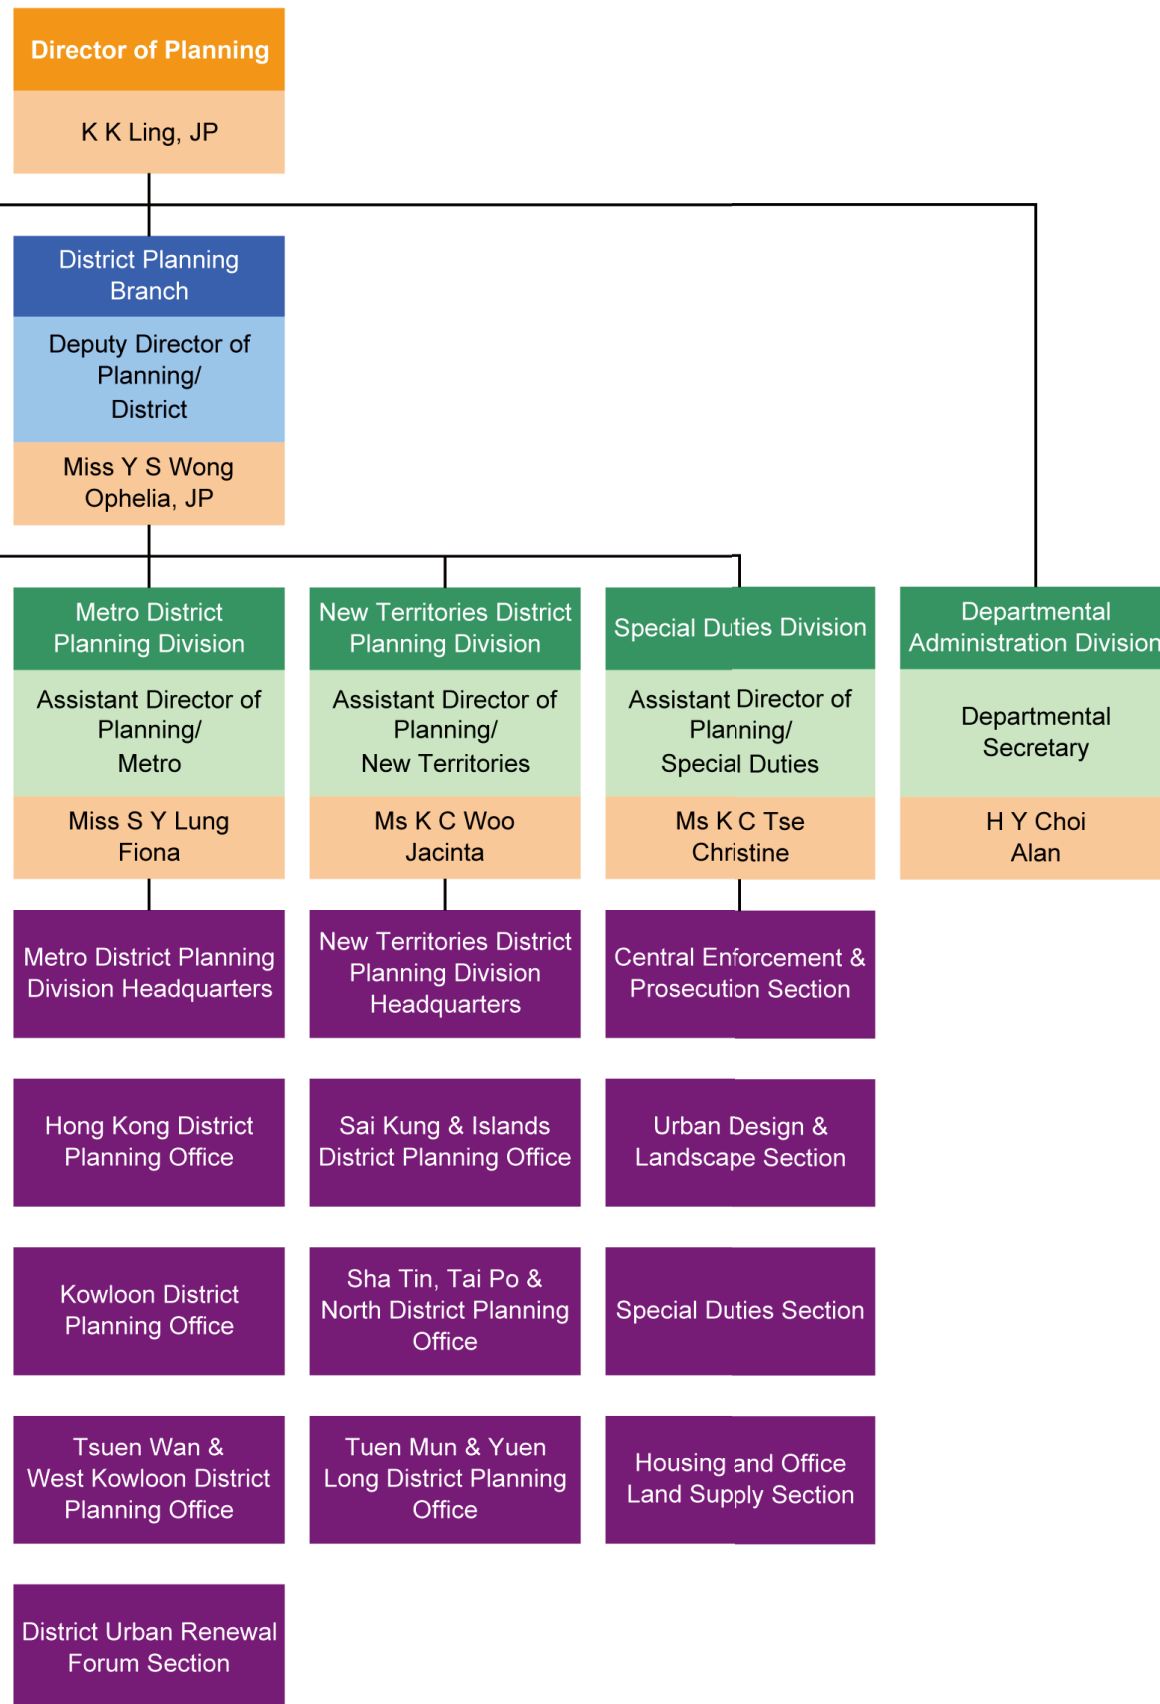 Director of Planning
K K Ling, JP
District Planning
Branch
Deputy Director of
Planning/
District
Miss Y S Wong
Ophelia, JP
Metro District
Planning Division
Assistant Director of
Planning/
Metro
Miss S Y Lung
Fiona
New Territories District
Planning Division
Assistant Director of
Planning/
New Territories
Ms K C Woo
Jacinta
Special Duties Division
Assistant Director of
Planning/
Special Duties
Ms K C Tse
Christine
Departmental
Administration Division
Departmental
Secretary
H Y Choi
Alan
Metro District Planning
Division Headquarters
Hong Kong District
Planning Office
Kowloon District
Planning Office
Tsuen Wan &
West Kowloon District
Planning Office
District Urban Renewal
Forum Section
New Territories District
Planning Division
Headquarters
Sai Kung & Islands
District Planning Office
Sha Tin, Tai Po &
North District Planning
Office
Tuen Mun & Yuen
Long District Planning
Office
Central Enforcement &
Prosecution Section
Urban Design &
Landscape Section
Special Duties Section
Housing and Office
Land Supply Section